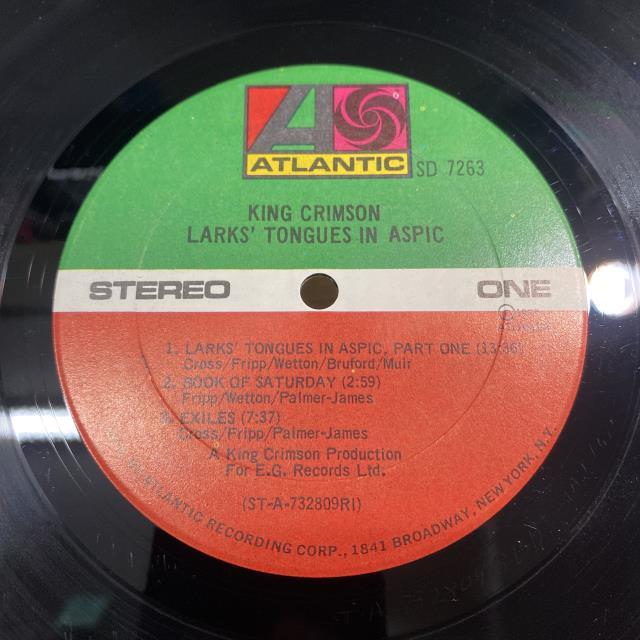 ATLANTIC
SD 7263
KING CRIMSON
LARKS' TONGUES IN ASPIC
STEREO
ONE
1. LARKS' TONGUES IN ASPIC, PART ONE (13:36)
Cross/Fripp/Wetton/Bruford/Muir
2. BOOK OF SATURDAY (2:59)
Fripp/Wetton/Palmer-James
3. EXILES (7:37)
Cross/Fripp/Palmer-James
A King Crimson Production
For E.G. Records Ltd.
(ST-A-732809RI)
ATLANTIC RECORDING CORP., 1841 BROADWAY, NEW YORK, N.Y.